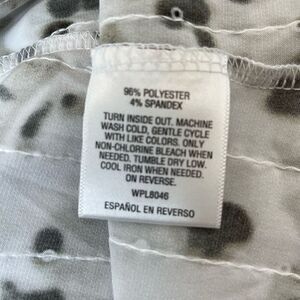 96% POLYESTER
4% SPANDEX
TURN INSIDE OUT. MACHINE
WASH COLD, GENTLE CYCLE
WITH LIKE COLORS. ONLY
NON-CHLORINE BLEACH WHEN
NEEDED. TUMBLE DRY LOW.
COOL IRON WHEN NEEDED.
ON REVERSE.
WPL8046
ESPAÑOL EN REVERSO